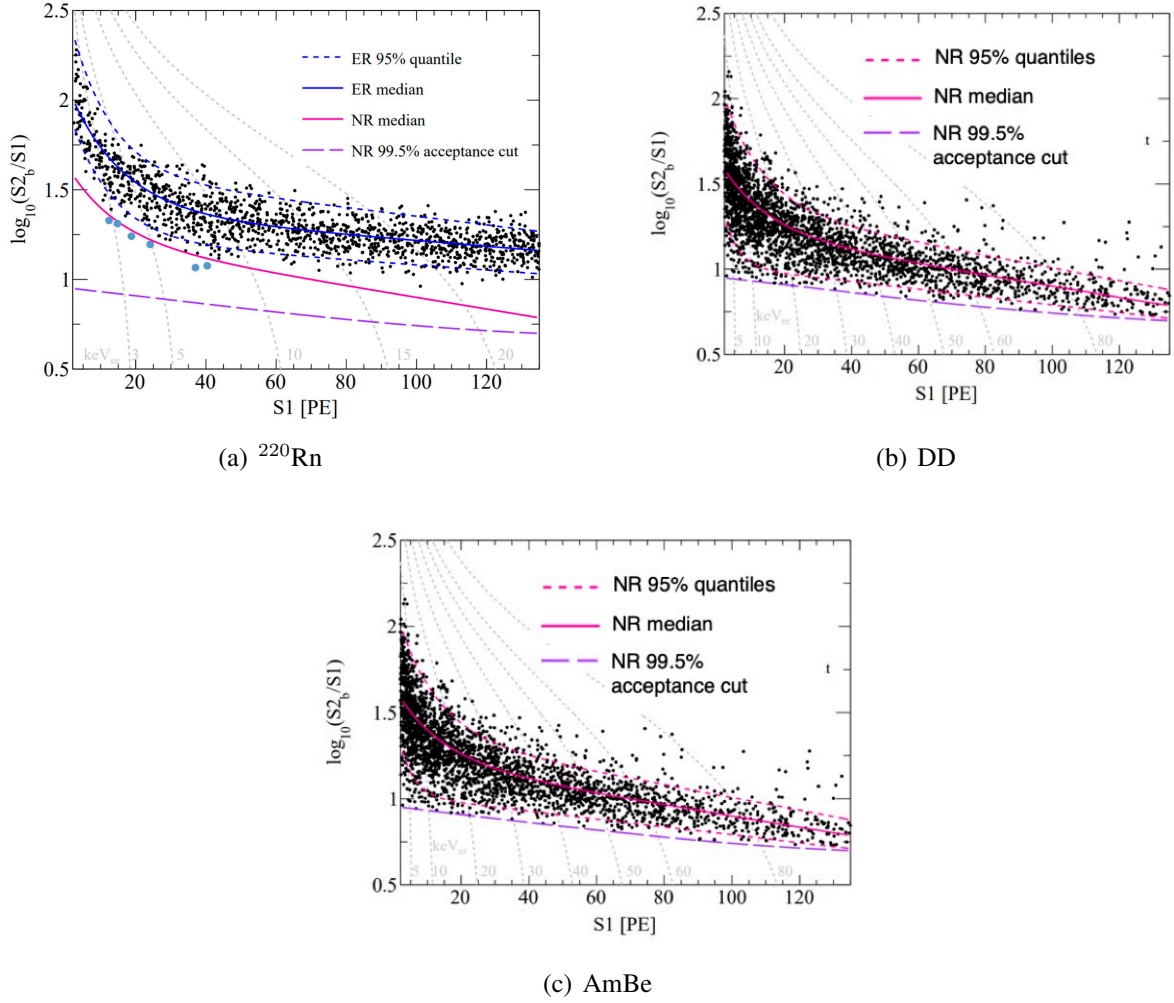 2.5
2
1.5
1
0.5
log10(S2b/S1)
ER 95% quantile
ER median
NR median
NR 99.5% acceptance cut
keVee 3 5 10 15 20
20 40 60 80 100 120
S1 [PE]
(a) 220Rn
2.5
2
1.5
1
0.5
log10(S2b/S1)
NR 95% quantiles
NR median
NR 99.5%
acceptance cut
t
keVnr
5 10 20 30 40 50 60 80
20 40 60 80 100 120
S1 [PE]
(b) DD
2.5
2
1.5
1
0.5
log10(S2b/S1)
NR 95% quantiles
NR median
NR 99.5%
acceptance cut
t
keVnr
5 10 20 30 40 50 60 80
20 40 60 80 100 120
S1 [PE]
(c) AmBe